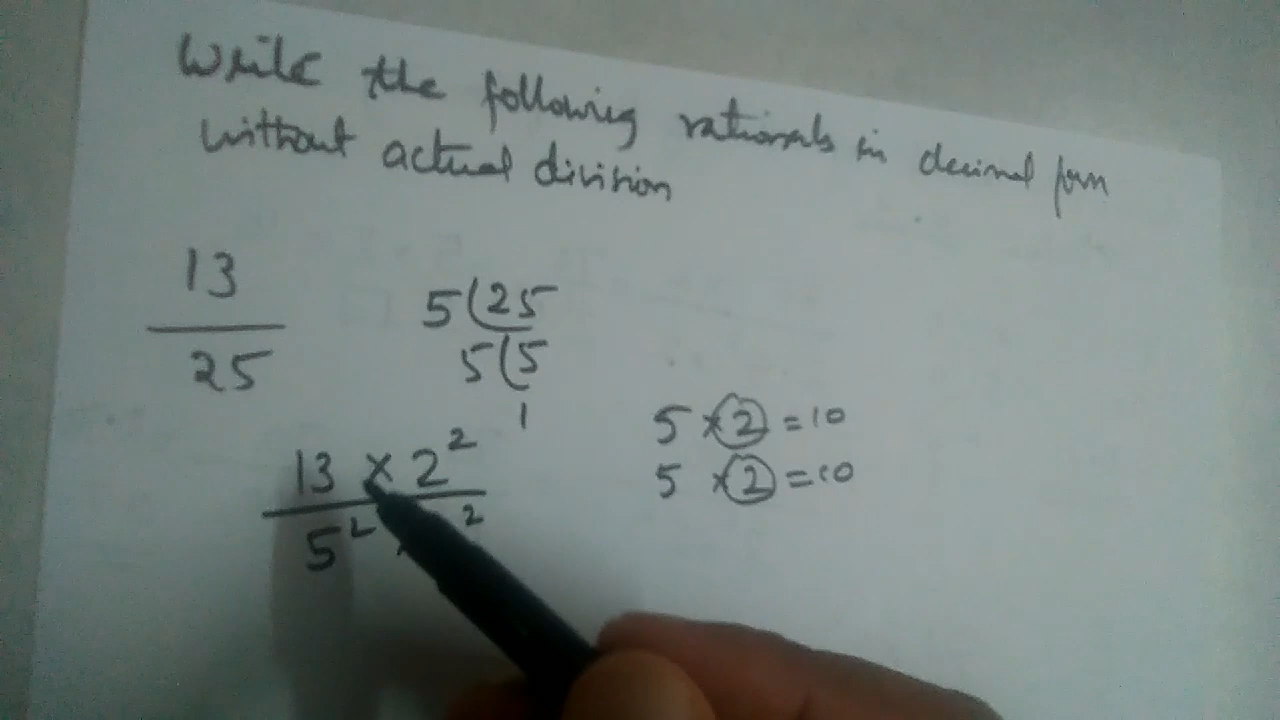 Write the following rationals in decimal form
without actual division
13
25
5(25
5(5
1
5 × 2 = 10
5 × 2 = 10
13 × 2²
5² × ²